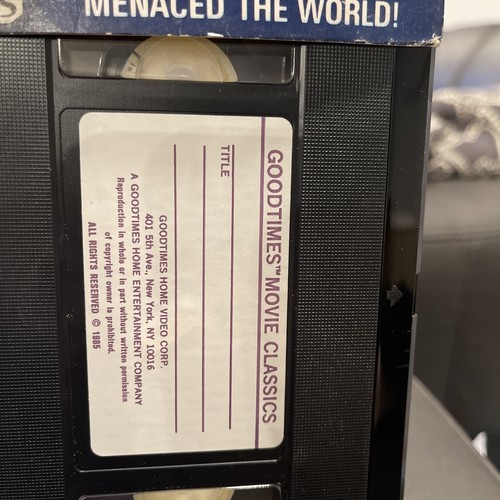 S MENACED THE WORLD!
GOODTIMES™ MOVIE CLASSICS
TITLE
GOODTIMES HOME VIDEO CORP.
401 5th Ave., New York, NY 10016
A GOODTIMES HOME ENTERTAINMENT COMPANY
Reproduction in whole or in part without written permission
of copyright owner is prohibited.
ALL RIGHTS RESERVED © 1985